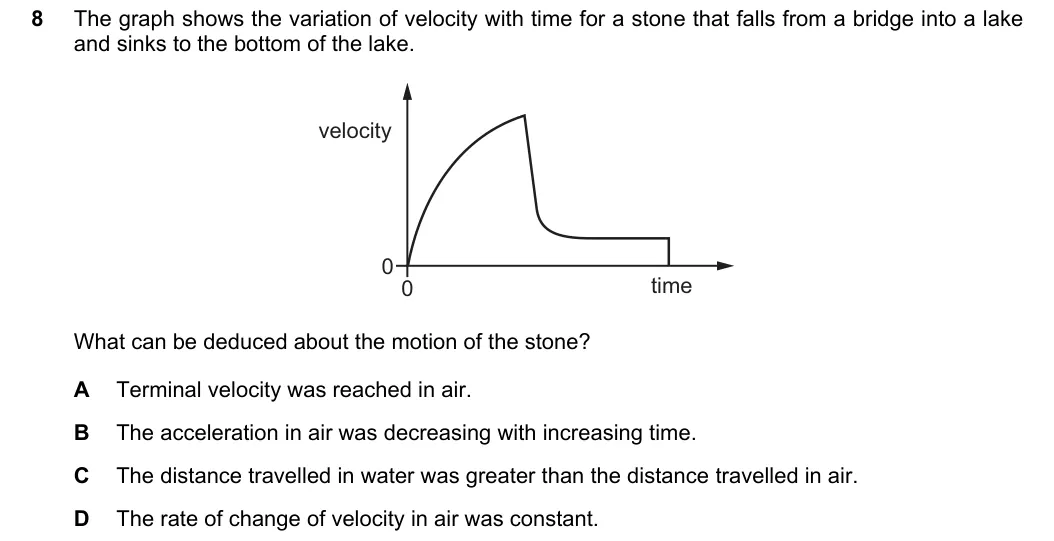 8 The graph shows the variation of velocity with time for a stone that falls from a bridge into a lake
and sinks to the bottom of the lake.
velocity
0
0
time
What can be deduced about the motion of the stone?
A Terminal velocity was reached in air.
B The acceleration in air was decreasing with increasing time.
C The distance travelled in water was greater than the distance travelled in air.
D The rate of change of velocity in air was constant.